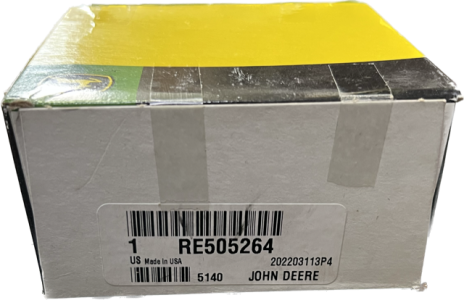 1 RE505264
US Made In USA 202203113P4
5140 JOHN DEERE